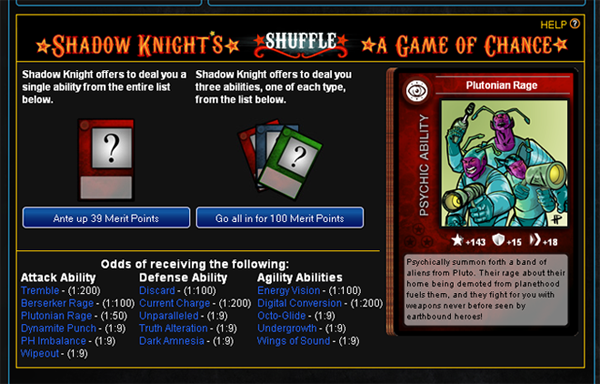 HELP ?
SHADOW KNIGHT'S SHUFFLE A GAME OF CHANCE
Shadow Knight offers to deal you a
single ability from the entire list
below.
Shadow Knight offers to deal you
three abilities, one of each type,
from the list below.
?
?
Ante up 39 Merit Points
Go all in for 100 Merit Points
Odds of receiving the following:
Attack Ability
Tremble - (1:200)
Berserker Rage - (1:100)
Plutonian Rage - (1:50)
Dynamite Punch - (1:9)
PH Imbalance - (1:9)
Wipeout - (1:9)
Defense Ability
Discard - (1:100)
Current Charge - (1:200)
Unparalleled - (1:9)
Truth Alteration - (1:9)
Dark Amnesia - (1:9)
Agility Abilities
Energy Vision - (1:100)
Digital Conversion - (1:200)
Octo-Glide - (1:9)
Undergrowth - (1:9)
Wings of Sound - (1:9)
Plutonian Rage
PSYCHIC ABILITY
+143 +15 +18
Psychically summon forth a band of
aliens from Pluto. Their rage about their
home being demoted from planethood
fuels them, and they fight for you with
weapons never before seen by
earthbound heroes!